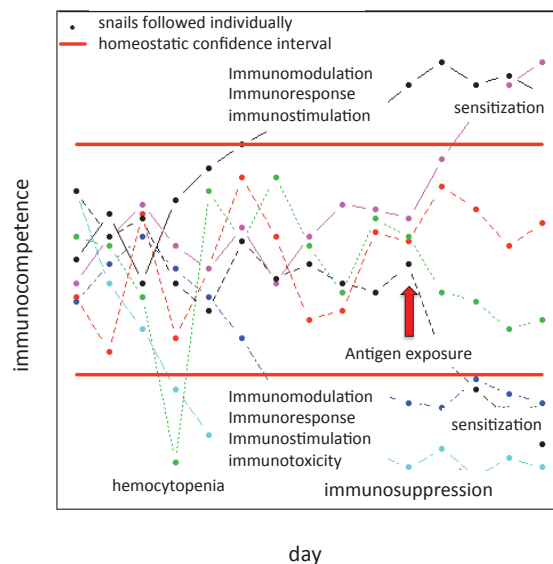 snails followed individually
homeostatic confidence interval
Immunomodulation
Immunoresponse
immunostimulation
sensitization
immunocompetence
Antigen exposure
Immunomodulation
Immunoresponse
Immunostimulation
immunotoxicity
sensitization
hemocytopenia
immunosuppression
day